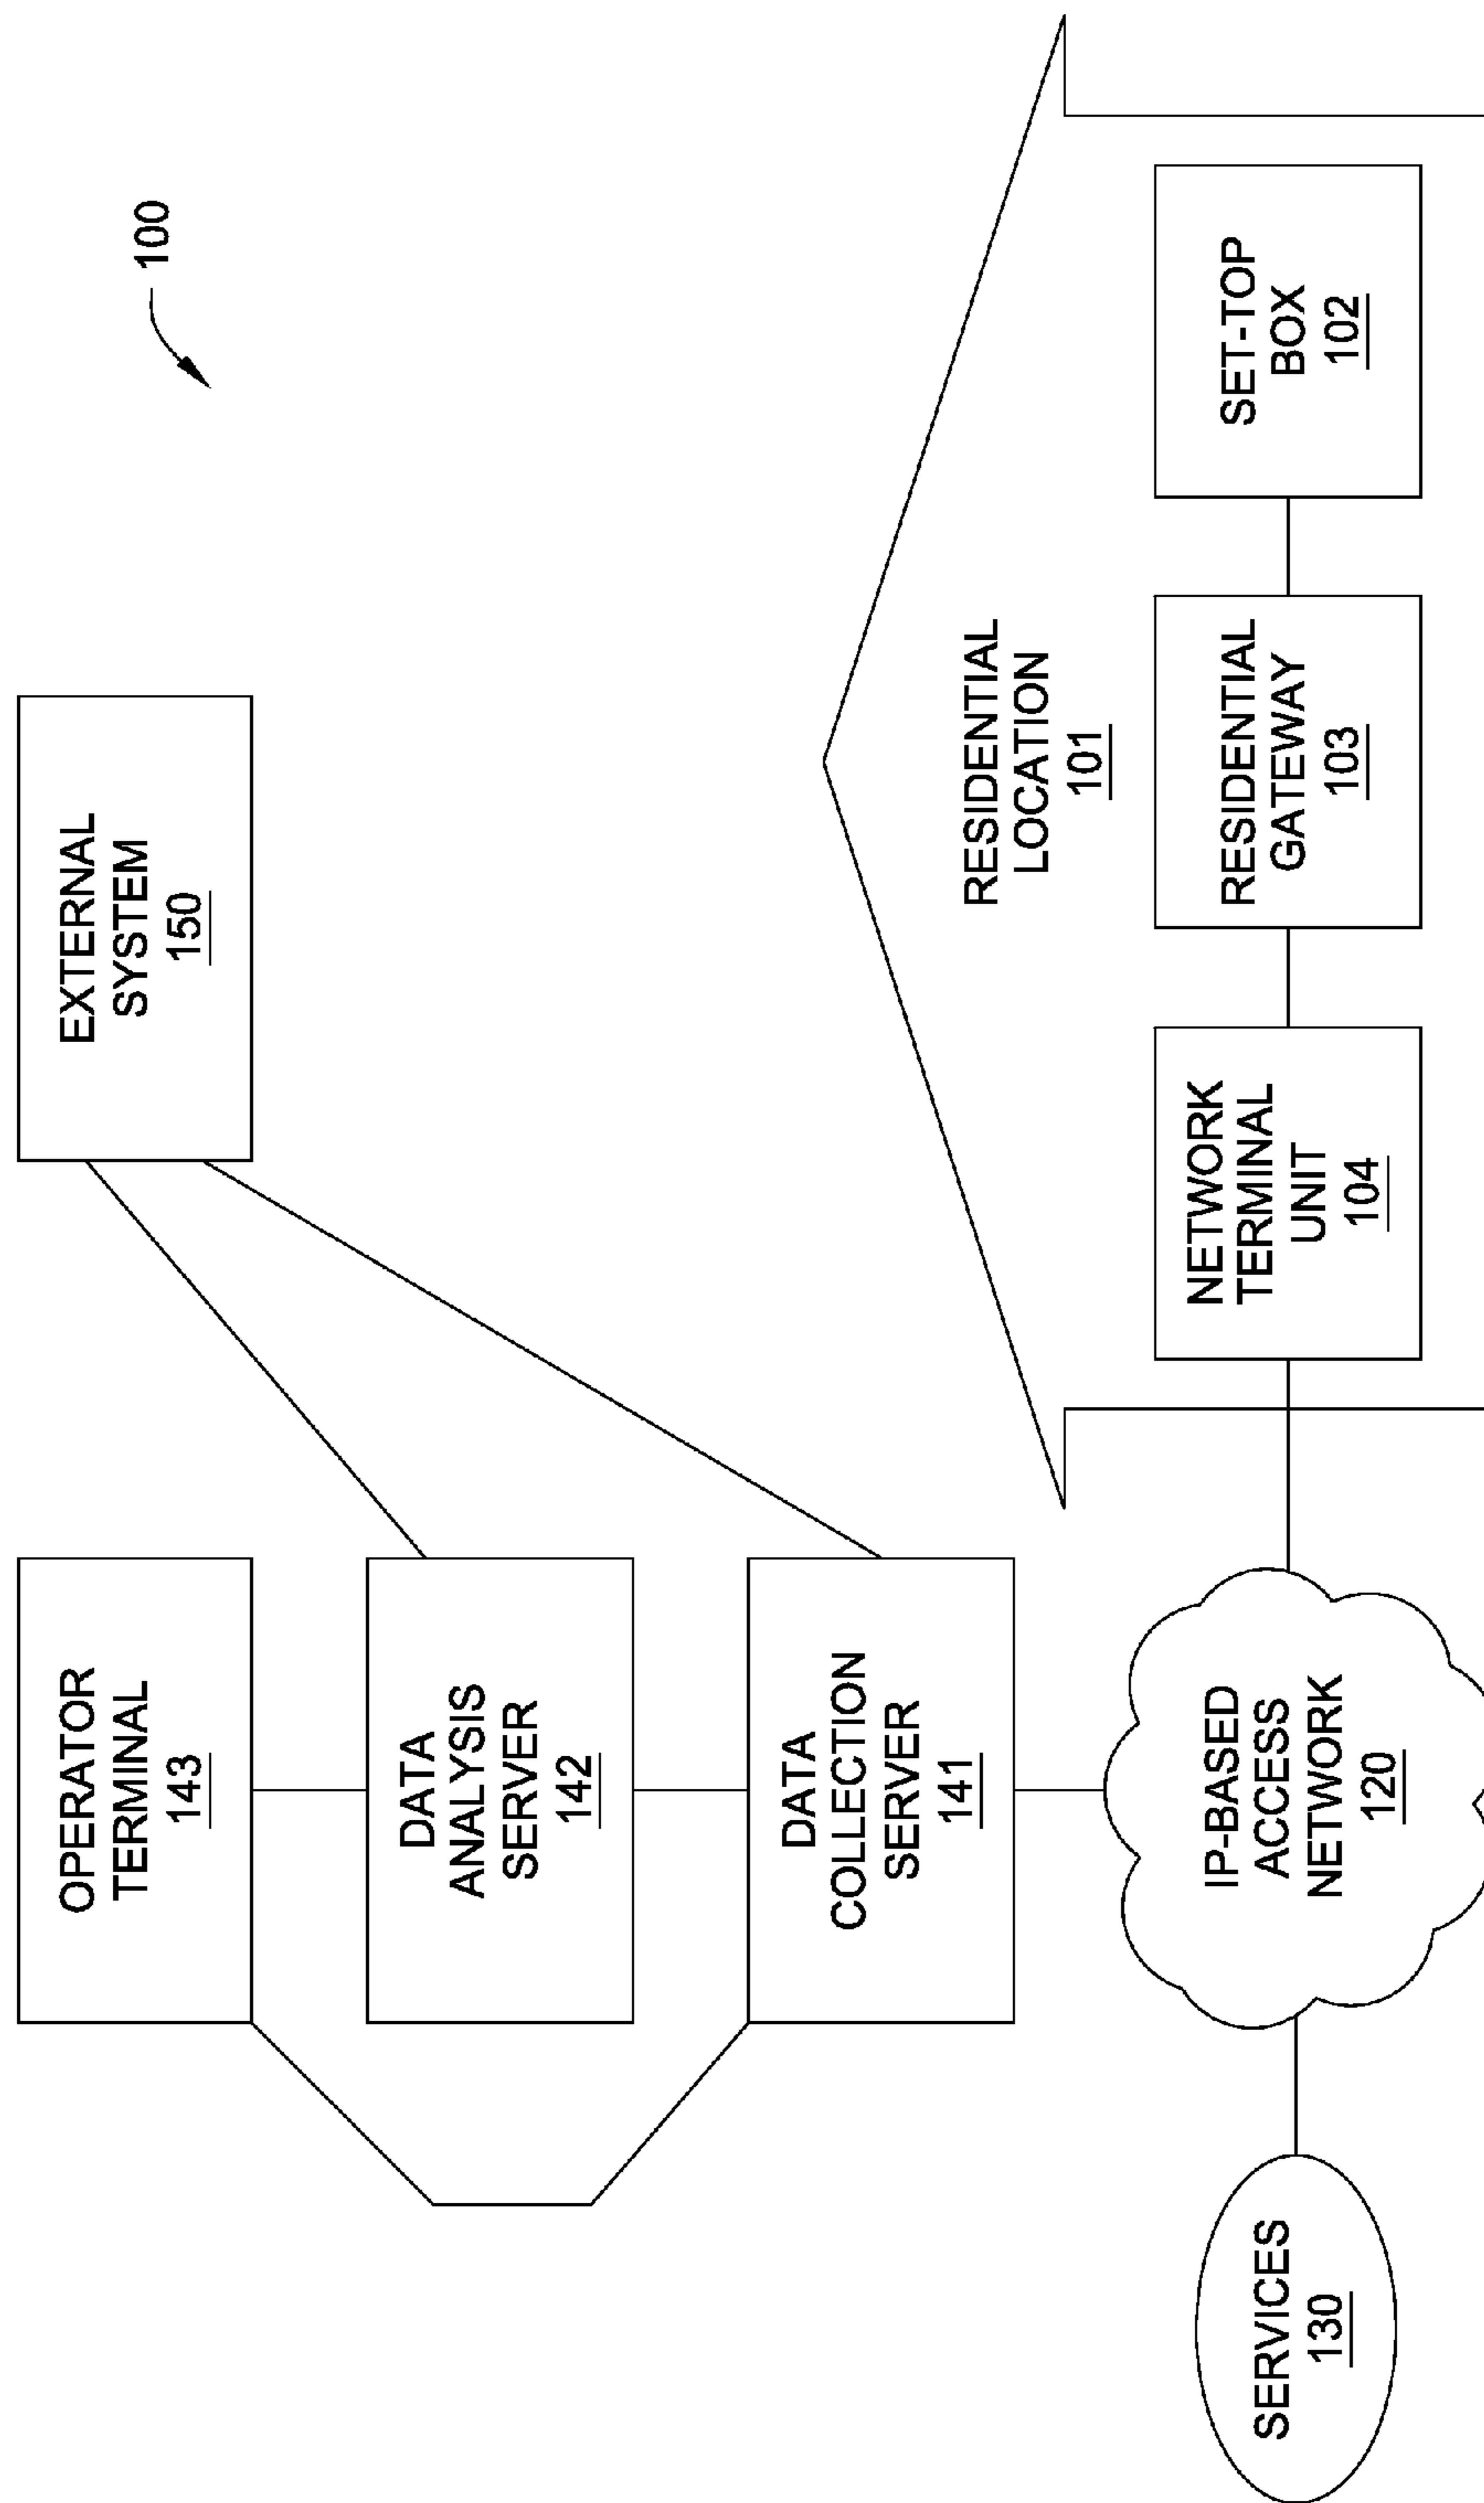 100
OPERATOR
TERMINAL
143
EXTERNAL
SYSTEM
150
DATA
ANALYSIS
SERVER
142
DATA
COLLECTION
SERVER
141
RESIDENTIAL
LOCATION
101
SERVICES
130
IP-BASED
ACCESS
NETWORK
120
NETWORK
TERMINAL
UNIT
104
RESIDENTIAL
GATEWAY
103
SET-TOP
BOX
102